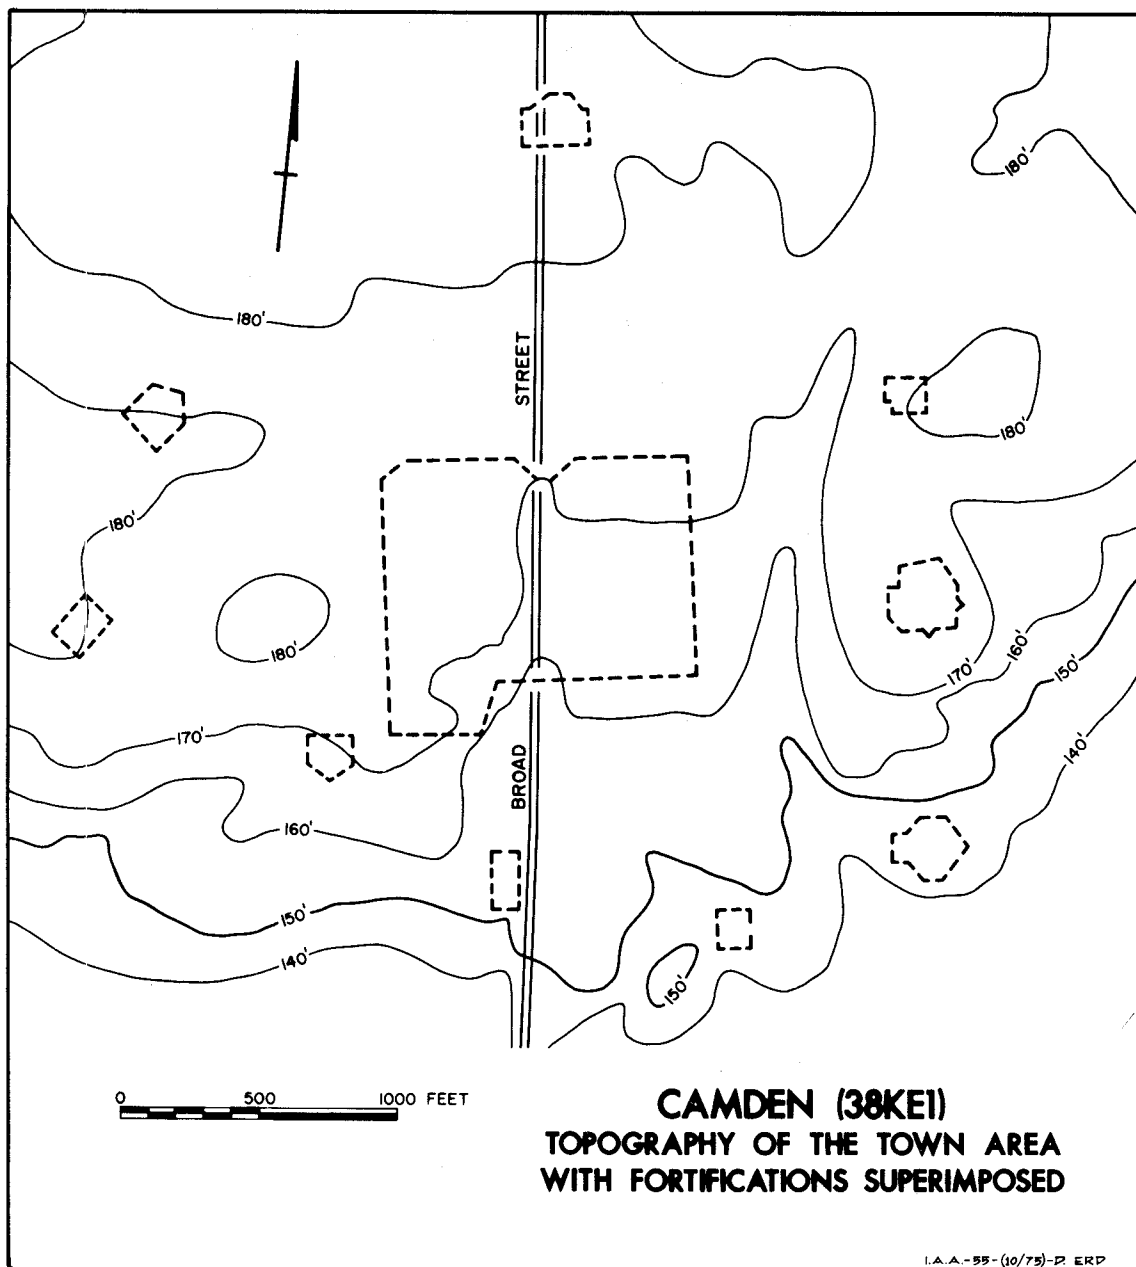 180'
180'
STREET
180'
180'
180'
180'
170'
160'
150'
170'
140'
BROAD
160'
150'
140'
150'
0 500 1000 FEET
CAMDEN (38KE1)
TOPOGRAPHY OF THE TOWN AREA
WITH FORTIFICATIONS SUPERIMPOSED
I.A.A.-55-(10/75)-D. ERD